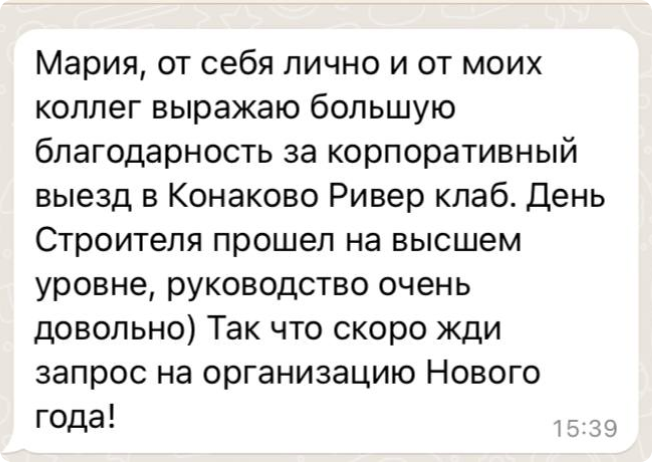 Мария, от себя лично и от моих
коллег выражаю большую
благодарность за корпоративный
выезд в Конаково Ривер клаб. День
Строителя прошел на высшем
уровне, руководство очень
довольно) Так что скоро жди
запрос на организацию Нового
года!
15:39